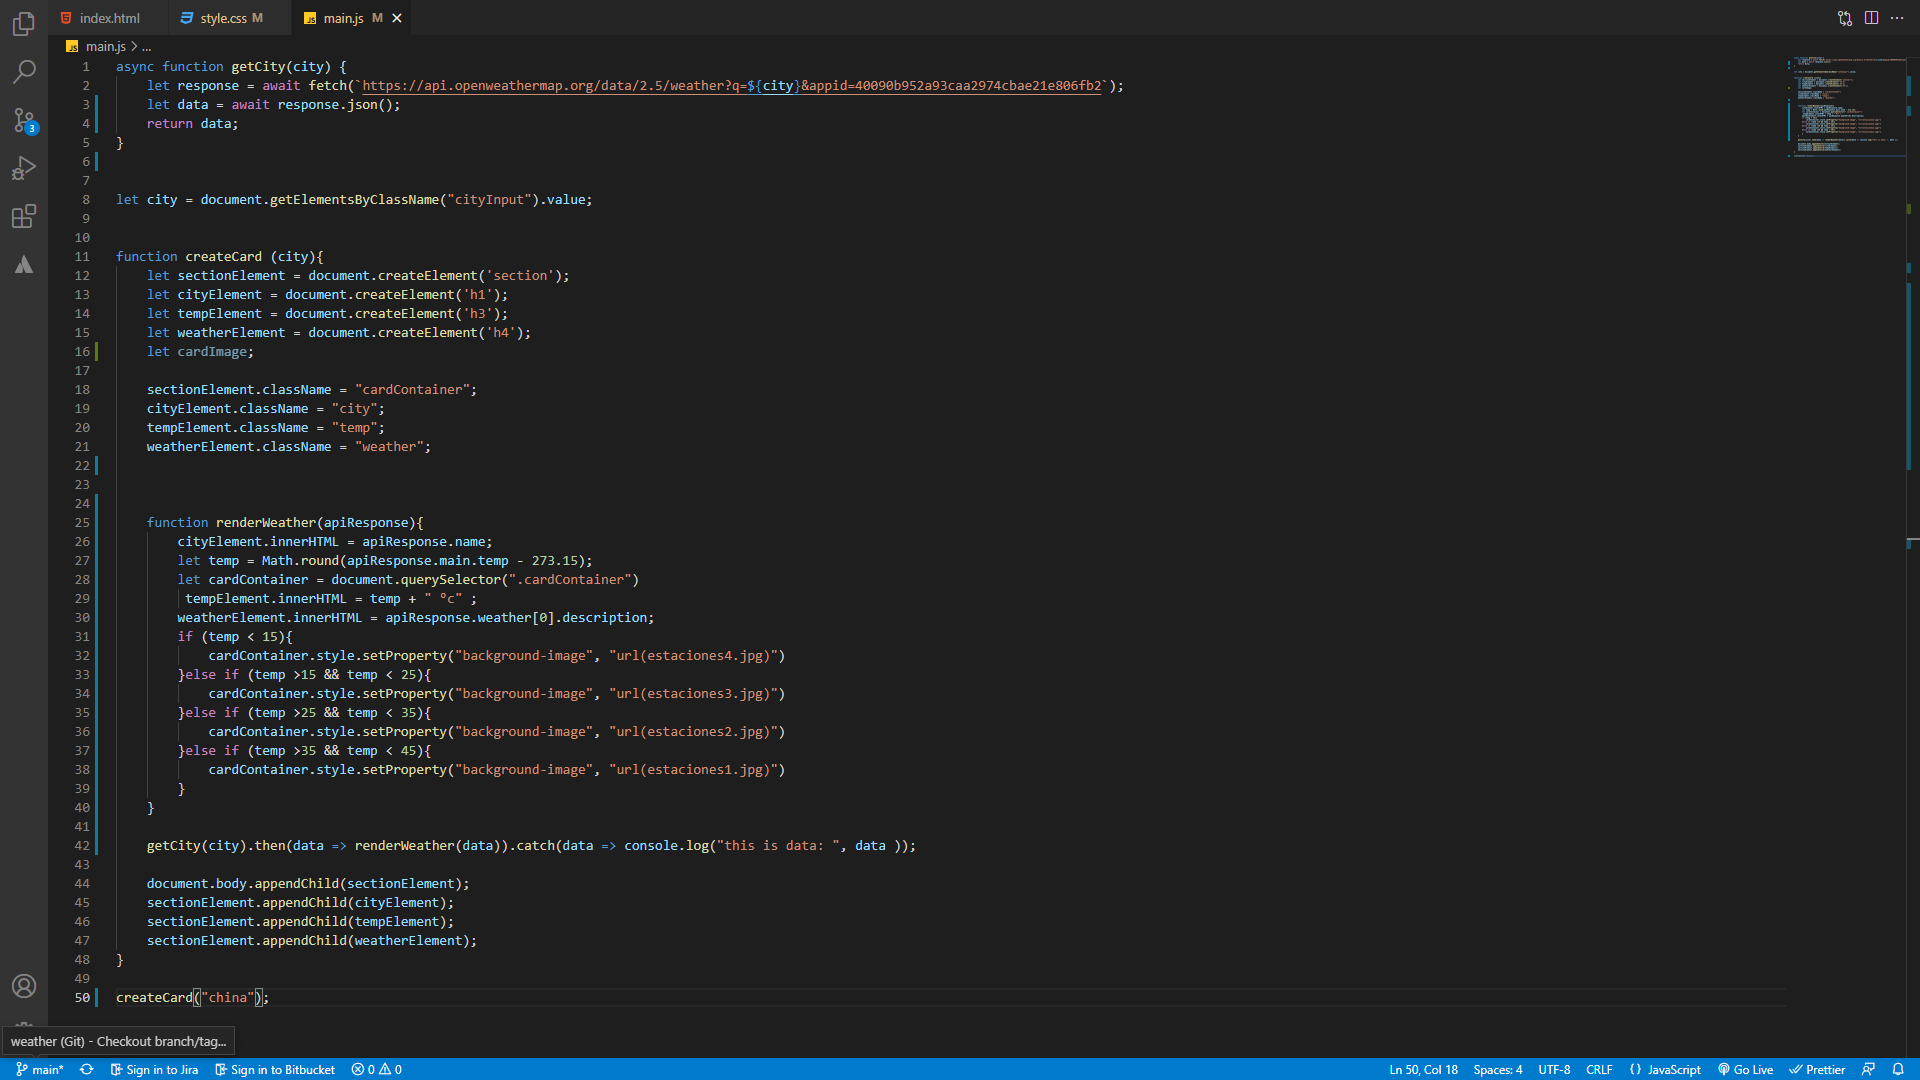 index.html
style.css M
main.js M
main.js > ...
1 async function getCity(city) {
2 let response = await fetch(`https://api.openweathermap.org/data/2.5/weather?q=${city}&appid=40090b952a93caa2974cbae21e806fb2`);
3 let data = await response.json();
4 return data;
5 }
6
7
8 let city = document.getElementsByClassName("cityInput").value;
9
10
11 function createCard (city){
12 let sectionElement = document.createElement('section');
13 let cityElement = document.createElement('h1');
14 let tempElement = document.createElement('h3');
15 let weatherElement = document.createElement('h4');
16 let cardImage;
17
18 sectionElement.className = "cardContainer";
19 cityElement.className = "city";
20 tempElement.className = "temp";
21 weatherElement.className = "weather";
22
23
24
25 function renderWeather(apiResponse){
26 cityElement.innerHTML = apiResponse.name;
27 let temp = Math.round(apiResponse.main.temp - 273.15);
28 let cardContainer = document.querySelector(".cardContainer")
29 tempElement.innerHTML = temp + " °c" ;
30 weatherElement.innerHTML = apiResponse.weather[0].description;
31 if (temp < 15){
32 cardContainer.style.setProperty("background-image", "url(estaciones4.jpg)")
33 }else if (temp >15 && temp < 25){
34 cardContainer.style.setProperty("background-image", "url(estaciones3.jpg)")
35 }else if (temp >25 && temp < 35){
36 cardContainer.style.setProperty("background-image", "url(estaciones2.jpg)")
37 }else if (temp >35 && temp < 45){
38 cardContainer.style.setProperty("background-image", "url(estaciones1.jpg)")
39 }
40 }
41
42 getCity(city).then(data => renderWeather(data)).catch(data => console.log("this is data: ", data ));
43
44 document.body.appendChild(sectionElement);
45 sectionElement.appendChild(cityElement);
46 sectionElement.appendChild(tempElement);
47 sectionElement.appendChild(weatherElement);
48 }
49
50 createCard("china");
3
weather (Git) - Checkout branch/tag...
main* Sign in to Jira Sign in to Bitbucket 0 0 Ln 50, Col 18 Spaces: 4 UTF-8 CRLF {} JavaScript Go Live Prettier